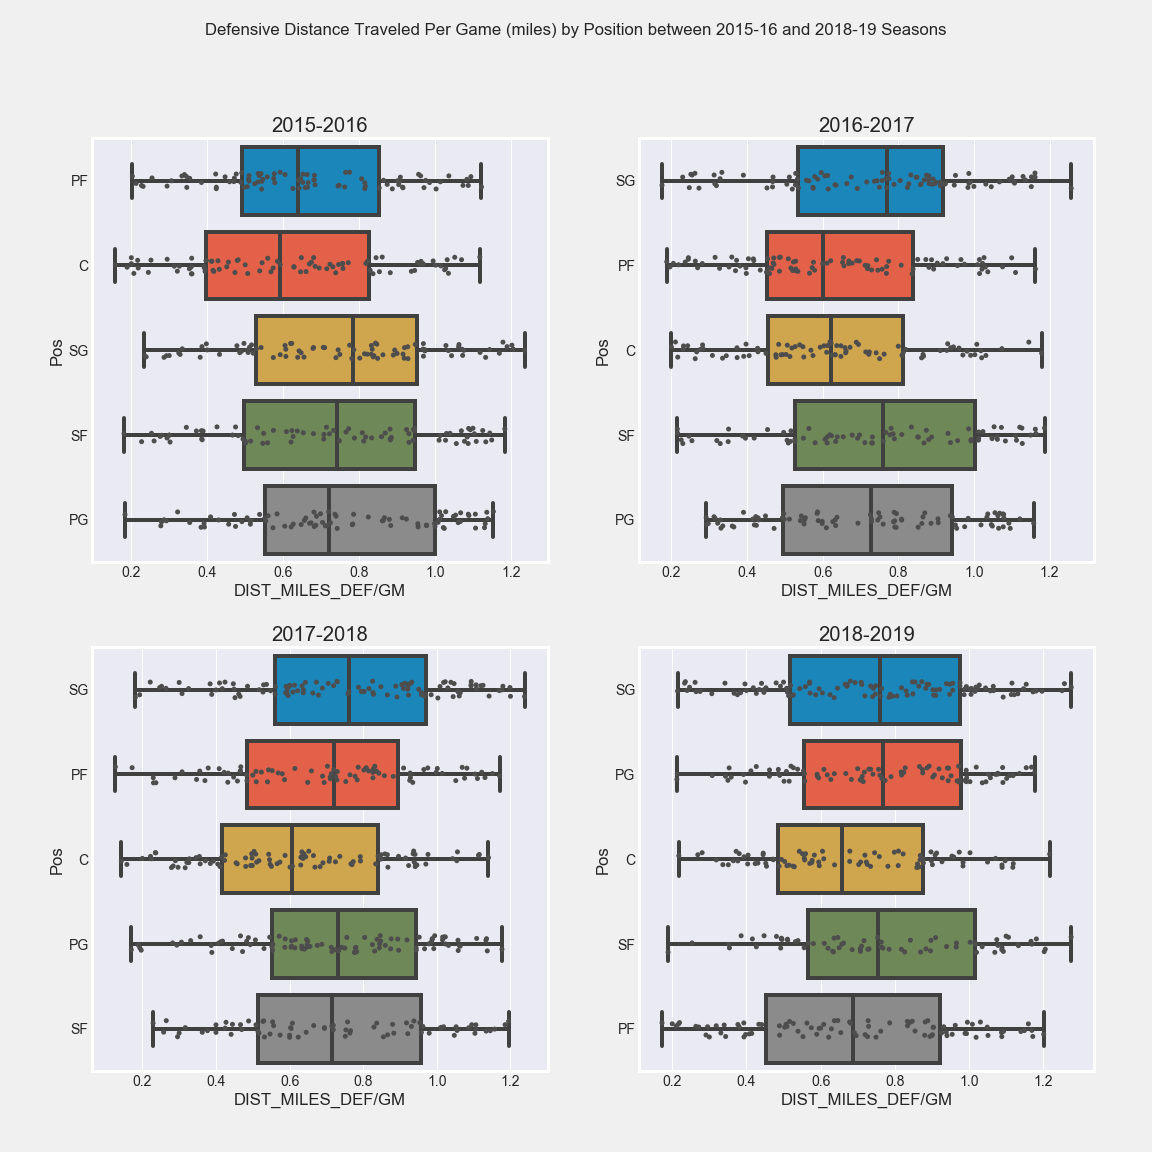 Defensive Distance Traveled Per Game (miles) by Position between 2015-16 and 2018-19 Seasons
2015-2016
Pos
PF
C
SG
SF
PG
0.2 0.4 0.6 0.8 1.0 1.2
DIST_MILES_DEF/GM
2016-2017
Pos
SG
PF
C
SF
PG
0.2 0.4 0.6 0.8 1.0 1.2
DIST_MILES_DEF/GM
2017-2018
Pos
SG
PF
C
PG
SF
0.2 0.4 0.6 0.8 1.0 1.2
DIST_MILES_DEF/GM
2018-2019
Pos
SG
PG
C
SF
PF
0.2 0.4 0.6 0.8 1.0 1.2
DIST_MILES_DEF/GM